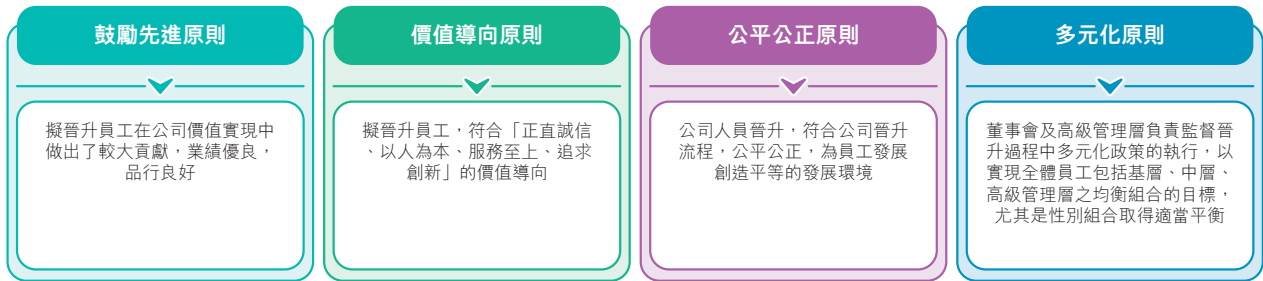 鼓勵先進原則
擬晉升員工在公司價值實現中
做出了較大貢獻，業績優良，
品行良好
價值導向原則
擬晉升員工，符合「正直誠信
、以人為本、服務至上、追求
創新」的價值導向
公平公正原則
公司人員晉升，符合公司晉升
流程，公平公正，為員工發展
創造平等的發展環境
多元化原則
董事會及高級管理層負責監督晉
升過程中多元化政策的執行，以
實現全體員工包括基層、中層、
高級管理層之均衡組合的目標，
尤其是性別組合取得適當平衡